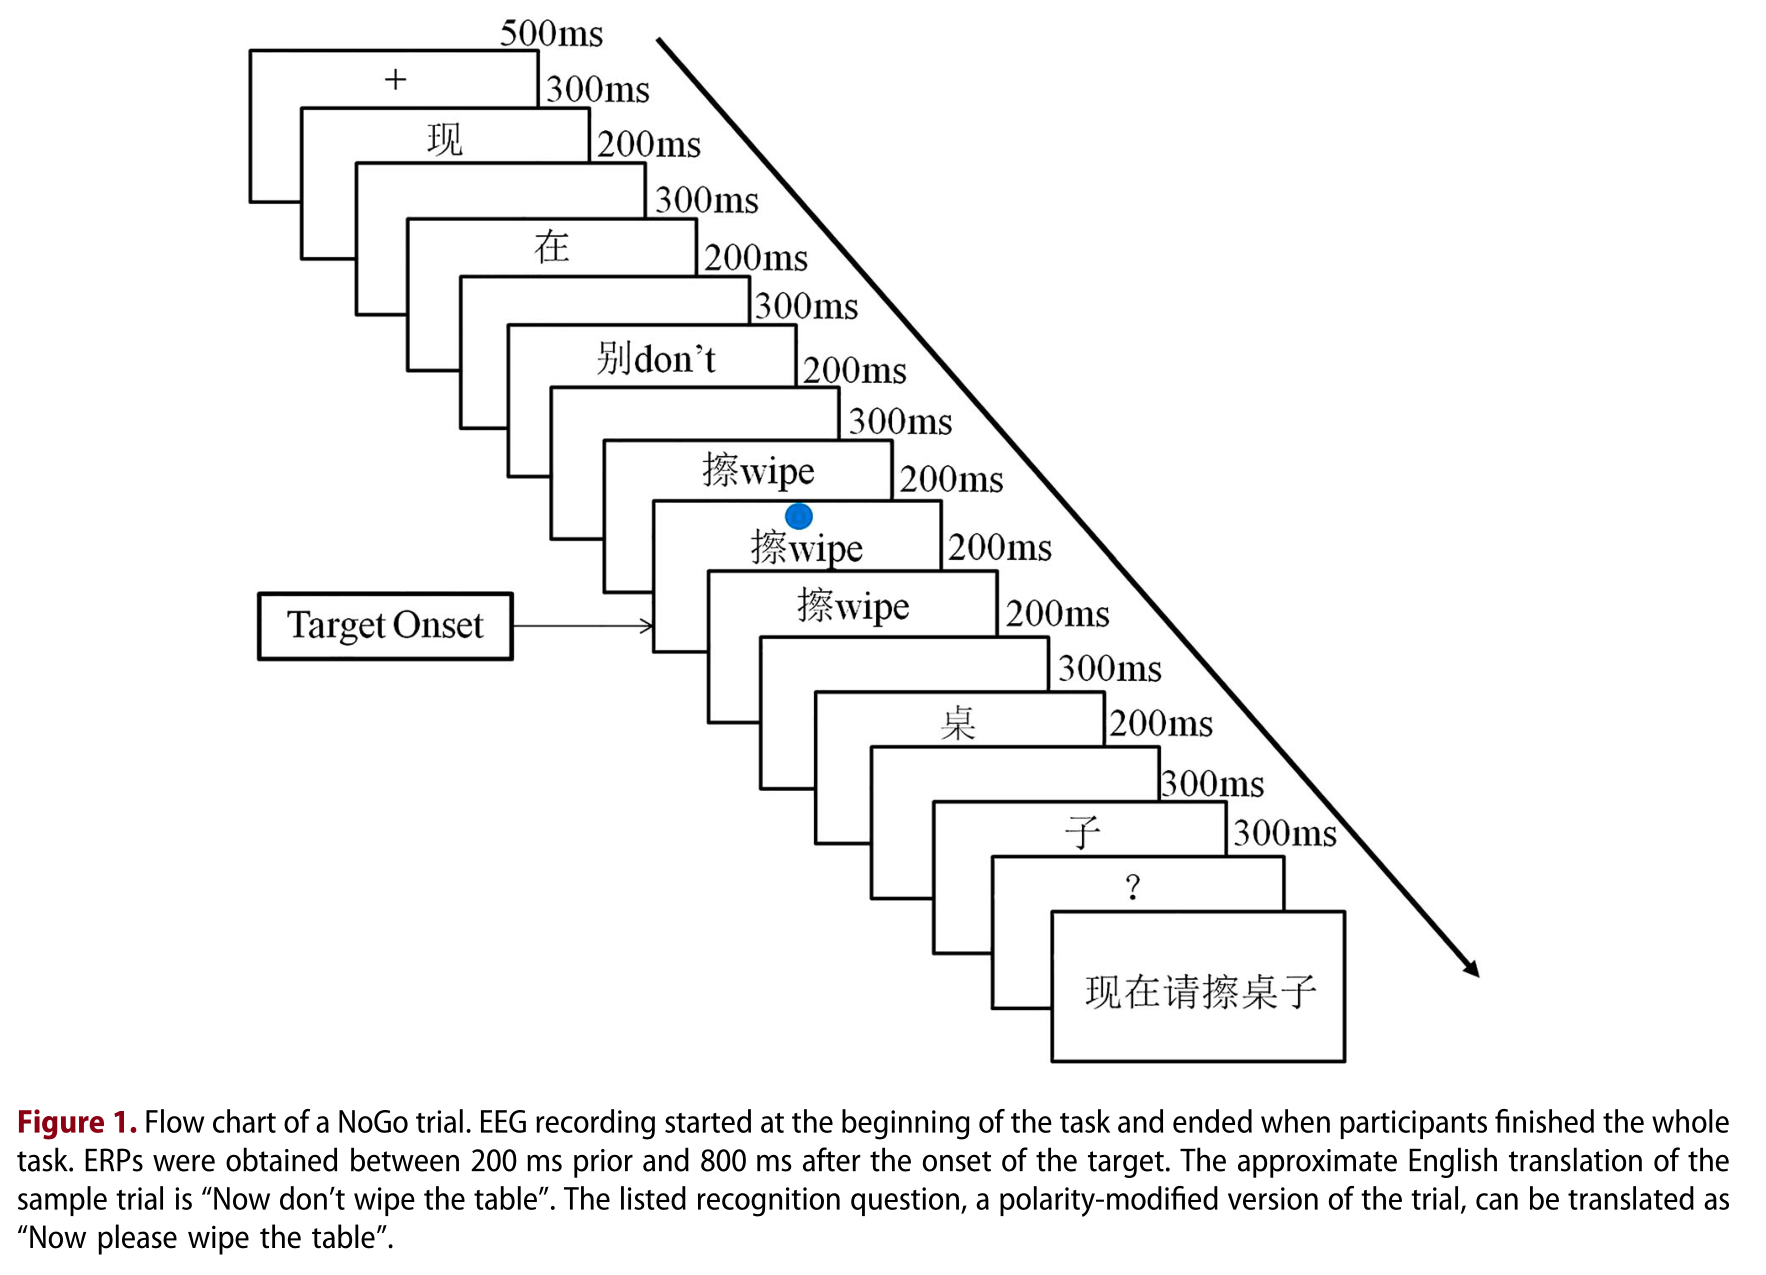 500ms
+
300ms
现
200ms
300ms
在
200ms
300ms
别don't
200ms
300ms
擦wipe
200ms
擦wipe
200ms
擦wipe
200ms
Target Onset
300ms
桌
200ms
300ms
子
300ms
?
现在请擦桌子
Figure 1. Flow chart of a NoGo trial. EEG recording started at the beginning of the task and ended when participants finished the whole
task. ERPs were obtained between 200 ms prior and 800 ms after the onset of the target. The approximate English translation of the
sample trial is “Now don’t wipe the table”. The listed recognition question, a polarity-modified version of the trial, can be translated as
“Now please wipe the table”.